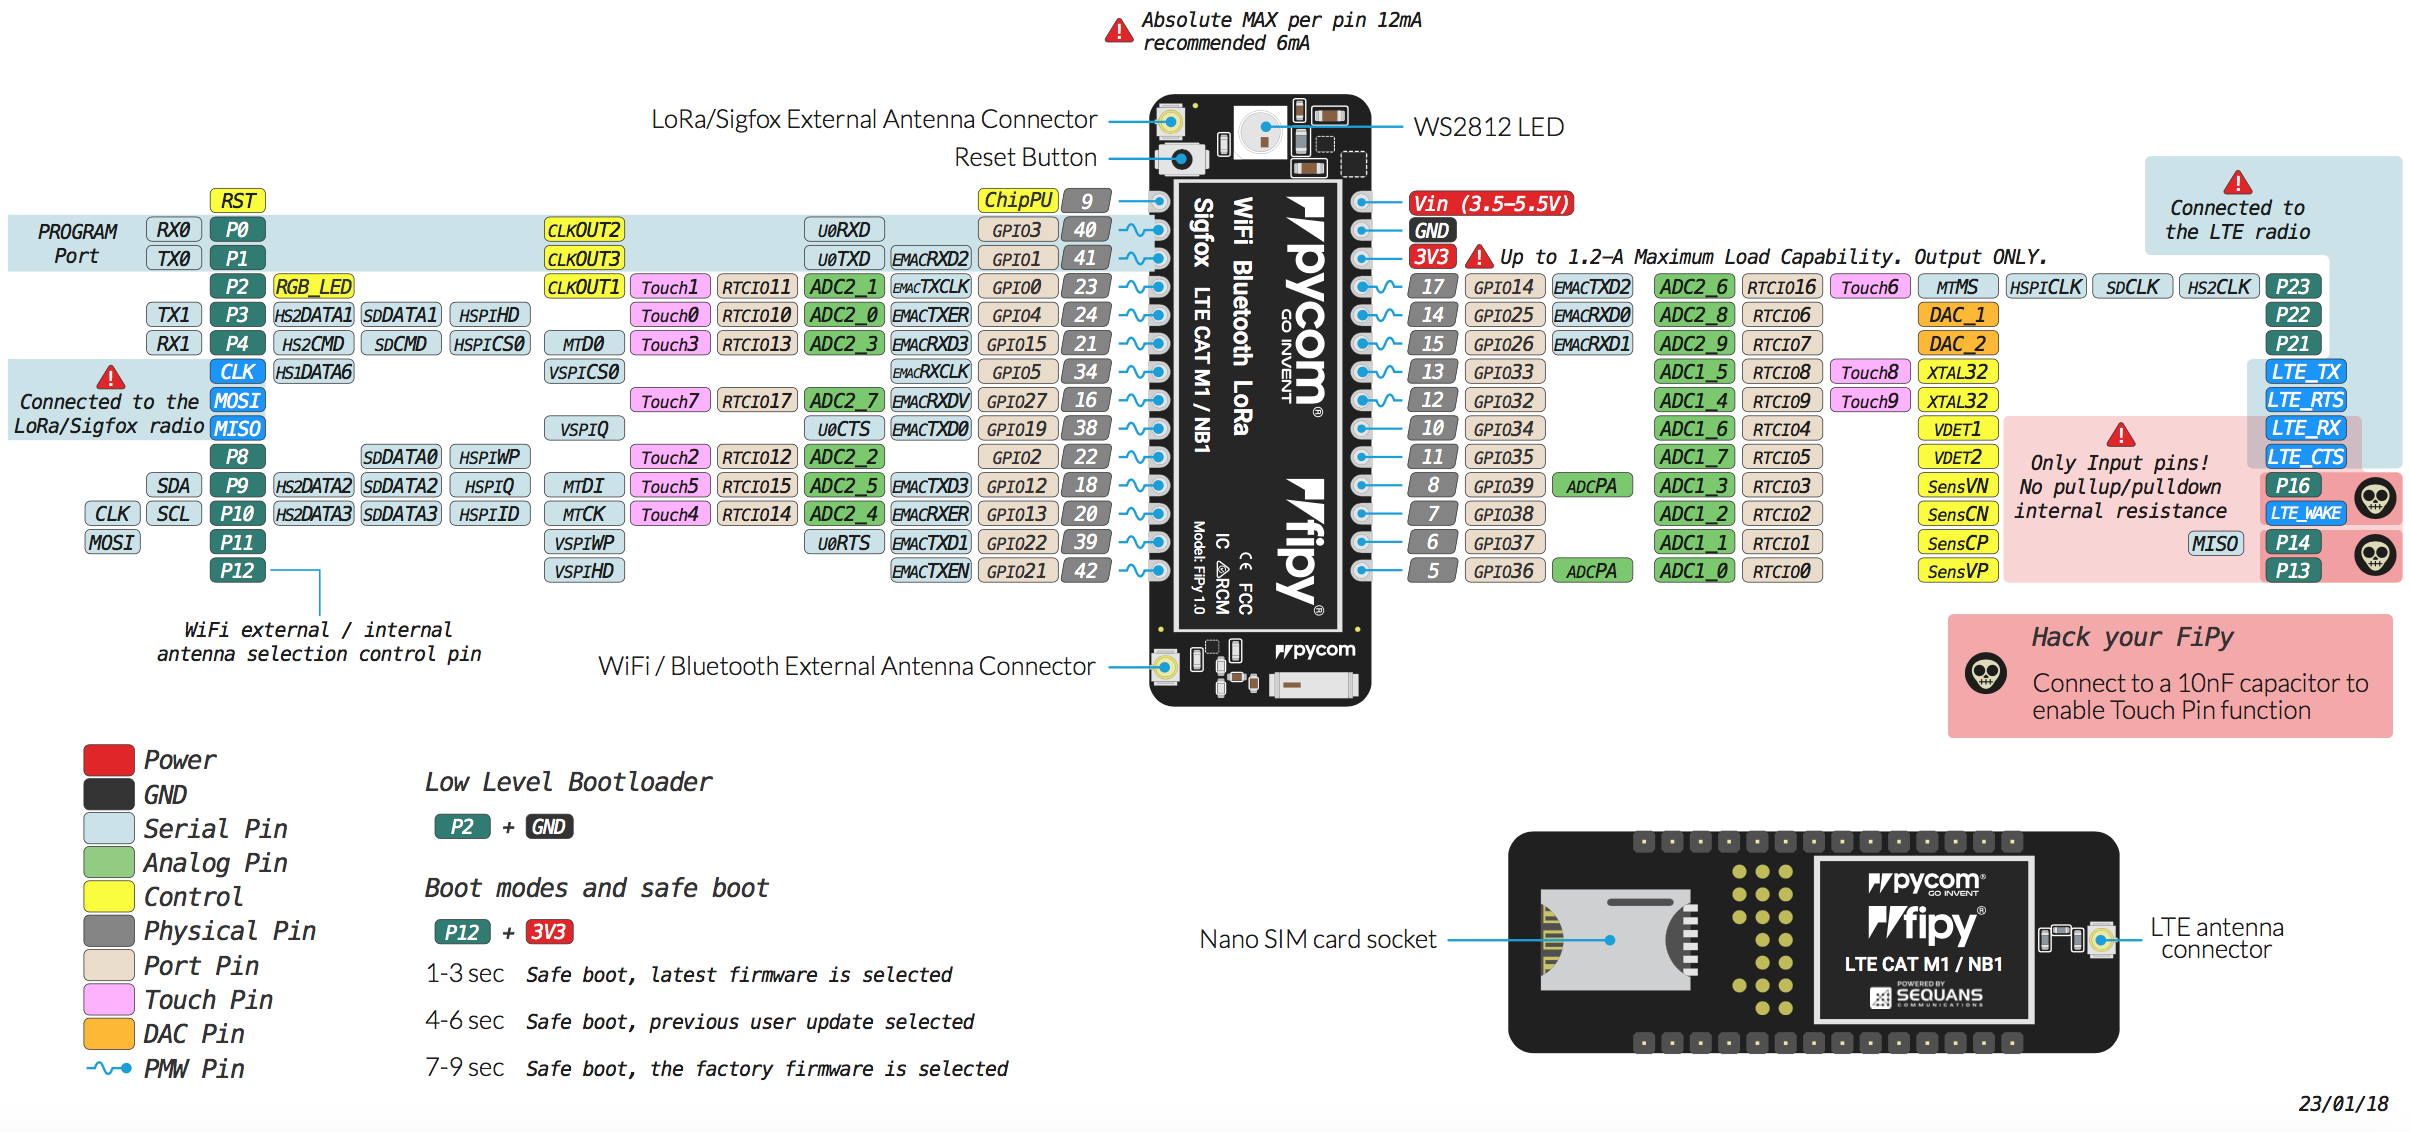 Absolute MAX per pin 12mA
recommended 6mA
LoRa/Sigfox External Antenna Connector
WS2812 LED
Reset Button
Connected to
the LTE radio
RST ChipPU 9 Vin (3.5–5.5V)
PROGRAM
Port
RX0 P0 CLKOUT2 U0RXD GPIO3 40 GND
TX0 P1 CLKOUT3 U0TXD EMACRXD2 GPIO1 41 3V3 Up to 1.2–A Maximum Load Capability. Output ONLY.
P2 RGB_LED CLKOUT1 Touch1 RTCIO11 ADC2_1 EMACTXCLK GPIO0 23 17 GPIO14 EMACTXD2 ADC2_6 RTCIO16 Touch6 MTMS HSPICLK SDCLK HS2CLK P23
TX1 P3 HS2DATA1 SDDATA1 HSPIHD Touch0 RTCIO10 ADC2_0 EMACTXER GPIO4 24 14 GPIO25 EMACRXD0 ADC2_8 RTCIO6 DAC_1 P22
RX1 P4 HS2CMD SDCMD HSPICS0 MTD0 Touch3 RTCIO13 ADC2_3 EMACRXD3 GPIO15 21 15 GPIO26 EMACRXD1 ADC2_9 RTCIO7 DAC_2 P21
CLK HS1DATA6 VSPICS0 EMACRXCLK GPIO5 34 13 GPIO33 ADC1_5 RTCIO8 Touch8 XTAL32 LTE_TX
Connected to the
LoRa/Sigfox radio
MOSI Touch7 RTCIO17 ADC2_7 EMACRXDV GPIO27 16 12 GPIO32 ADC1_4 RTCIO9 Touch9 XTAL32 LTE_RTS
MISO VSPIQ U0CTS EMACTXD0 GPIO19 38 10 GPIO34 ADC1_6 RTCIO4 VDET1 LTE_RX
P8 SDDATA0 HSPIWP Touch2 RTCIO12 ADC2_2 GPIO2 22 11 GPIO35 ADC1_7 RTCIO5 VDET2 LTE_CTS
Only Input pins!
No pullup/pulldown
internal resistance
SDA P9 HS2DATA2 SDDATA2 HSPIQ MTDI Touch5 RTCIO15 ADC2_5 EMACTXD3 GPIO12 18 8 GPIO39 ADCPA ADC1_3 RTCIO3 SensVN P16
CLK SCL P10 HS2DATA3 SDDATA3 HSPIID MTCK Touch4 RTCIO14 ADC2_4 EMACRXER GPIO13 20 7 GPIO38 ADC1_2 RTCIO2 SensCN LTE_WAKE
MOSI P11 VSPIWP U0RTS EMACTXD1 GPIO22 39 6 GPIO37 ADC1_1 RTCIO1 SensCP MISO P14
P12 VSPIHD EMACTXEN GPIO21 42 5 GPIO36 ADCPA ADC1_0 RTCIO0 SensVP P13
pycom®
GO INVENT
fipy®
WiFi Bluetooth LoRa
Sigfox LTE CAT M1 / NB1
CE FCC
IC RCM
Model: FiPy 1.0
pycom
WiFi external / internal
antenna selection control pin
WiFi / Bluetooth External Antenna Connector
Hack your FiPy
Connect to a 10nF capacitor to
enable Touch Pin function
Power
GND
Serial Pin
Analog Pin
Control
Physical Pin
Port Pin
Touch Pin
DAC Pin
PMW Pin
Low Level Bootloader
P2 + GND
Boot modes and safe boot
P12 + 3V3
1-3 sec Safe boot, latest firmware is selected
4-6 sec Safe boot, previous user update selected
7-9 sec Safe boot, the factory firmware is selected
Nano SIM card socket
pycom®
GO INVENT
fipy®
LTE CAT M1 / NB1
POWERED BY
SEQUANS
COMMUNICATIONS
LTE antenna
connector
23/01/18